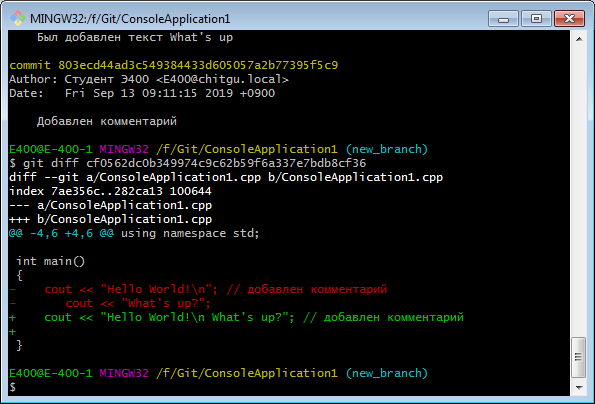 MINGW32:/f/Git/ConsoleApplication1
Был добавлен текст What's up
commit 803ecd44ad3c549384433d605057a2b77395f5c9
Author: Студент Э400 <E400@chitgu.local>
Date:   Fri Sep 13 09:11:15 2019 +0900
Добавлен комментарий
E400@E-400-1 MINGW32 /f/Git/ConsoleApplication1 (new_branch)
$ git diff cf0562dc0b349974c9c62b59f6a337e7bdb8cf36
diff --git a/ConsoleApplication1.cpp b/ConsoleApplication1.cpp
index 7ae356c..282ca13 100644
--- a/ConsoleApplication1.cpp
+++ b/ConsoleApplication1.cpp
@@ -4,6 +4,6 @@ using namespace std;
 int main()
 {
-    cout << "Hello World!\n"; // добавлен комментарий
-       cout << "What's up?";
+    cout << "Hello World!\n What's up?"; // добавлен комментарий
+
 }
E400@E-400-1 MINGW32 /f/Git/ConsoleApplication1 (new_branch)
$